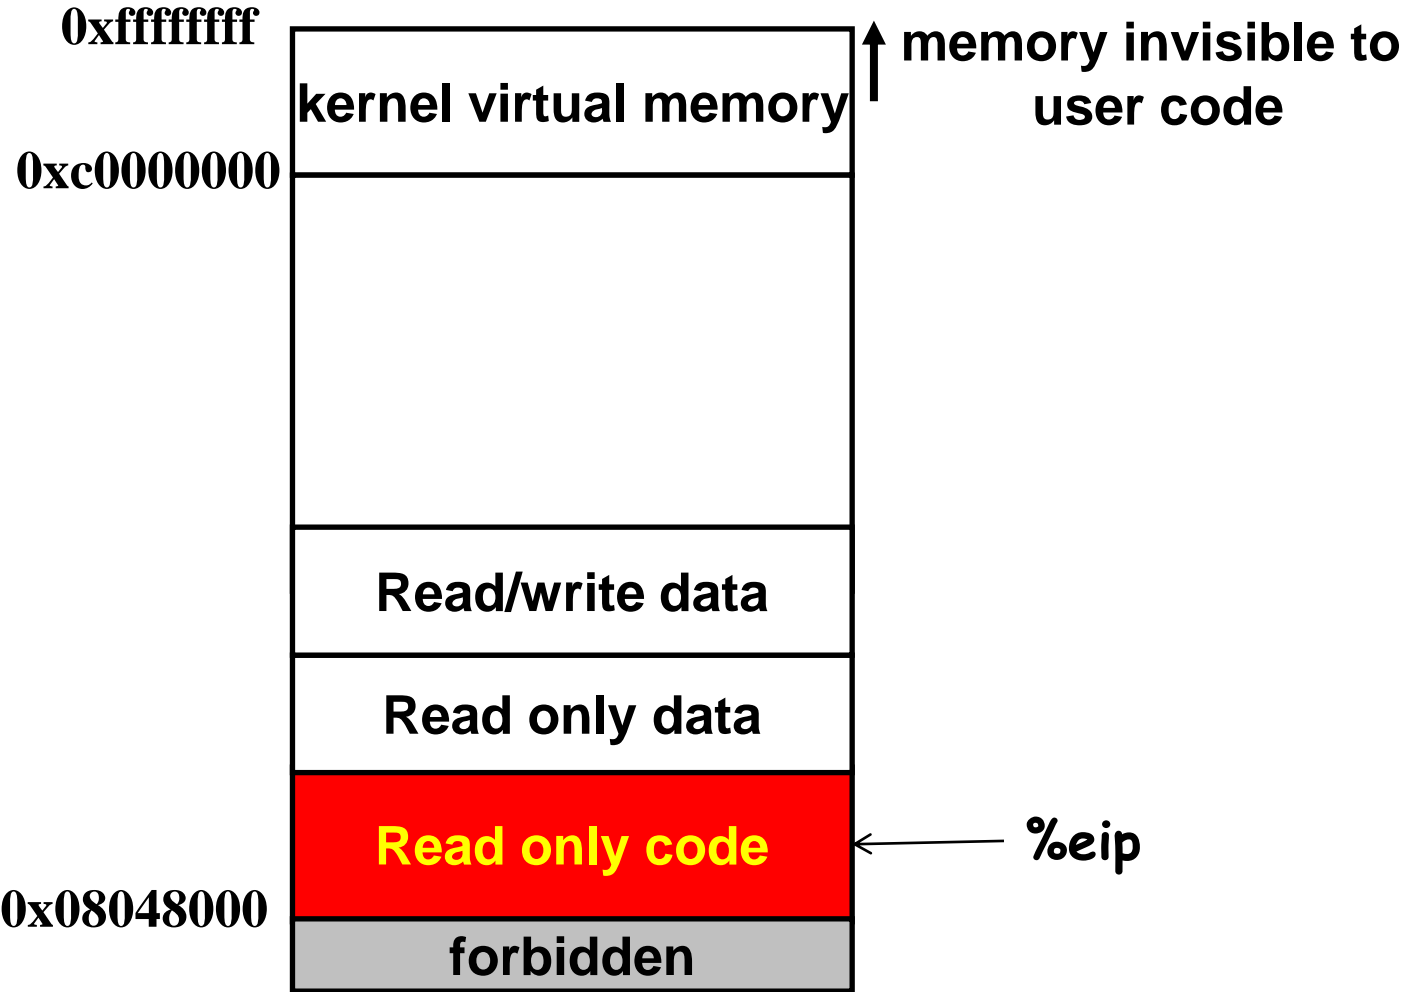 0xffffffff
kernel virtual memory
memory invisible to
user code
0xc0000000
Read/write data
Read only data
Read only code
%eip
0x08048000
forbidden